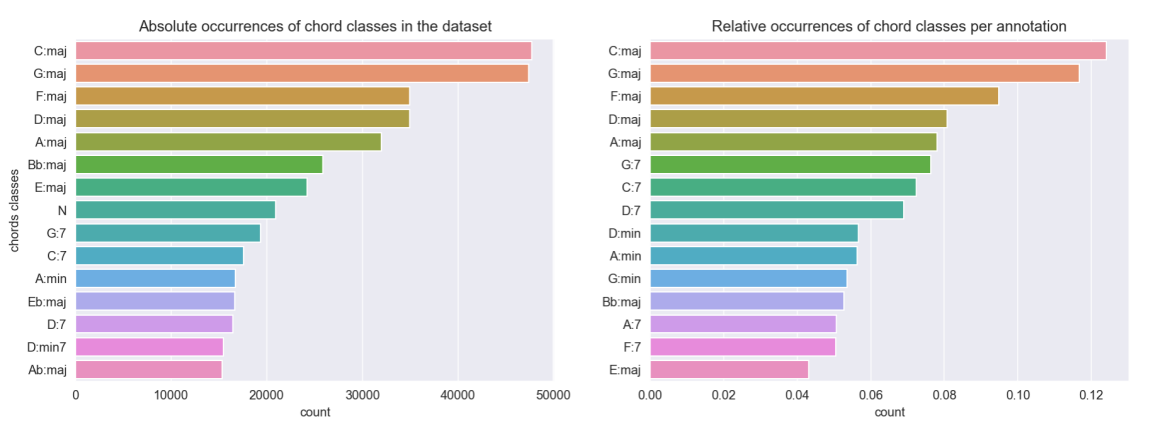 Absolute occurrences of chord classes in the dataset
chords classes
C:maj
G:maj
F:maj
D:maj
A:maj
Bb:maj
E:maj
N
G:7
C:7
A:min
Eb:maj
D:7
D:min7
Ab:maj
0 10000 20000 30000 40000 50000
count
Relative occurrences of chord classes per annotation
C:maj
G:maj
F:maj
D:maj
A:maj
G:7
C:7
D:7
D:min
A:min
G:min
Bb:maj
A:7
F:7
E:maj
0.00 0.02 0.04 0.06 0.08 0.10 0.12
count